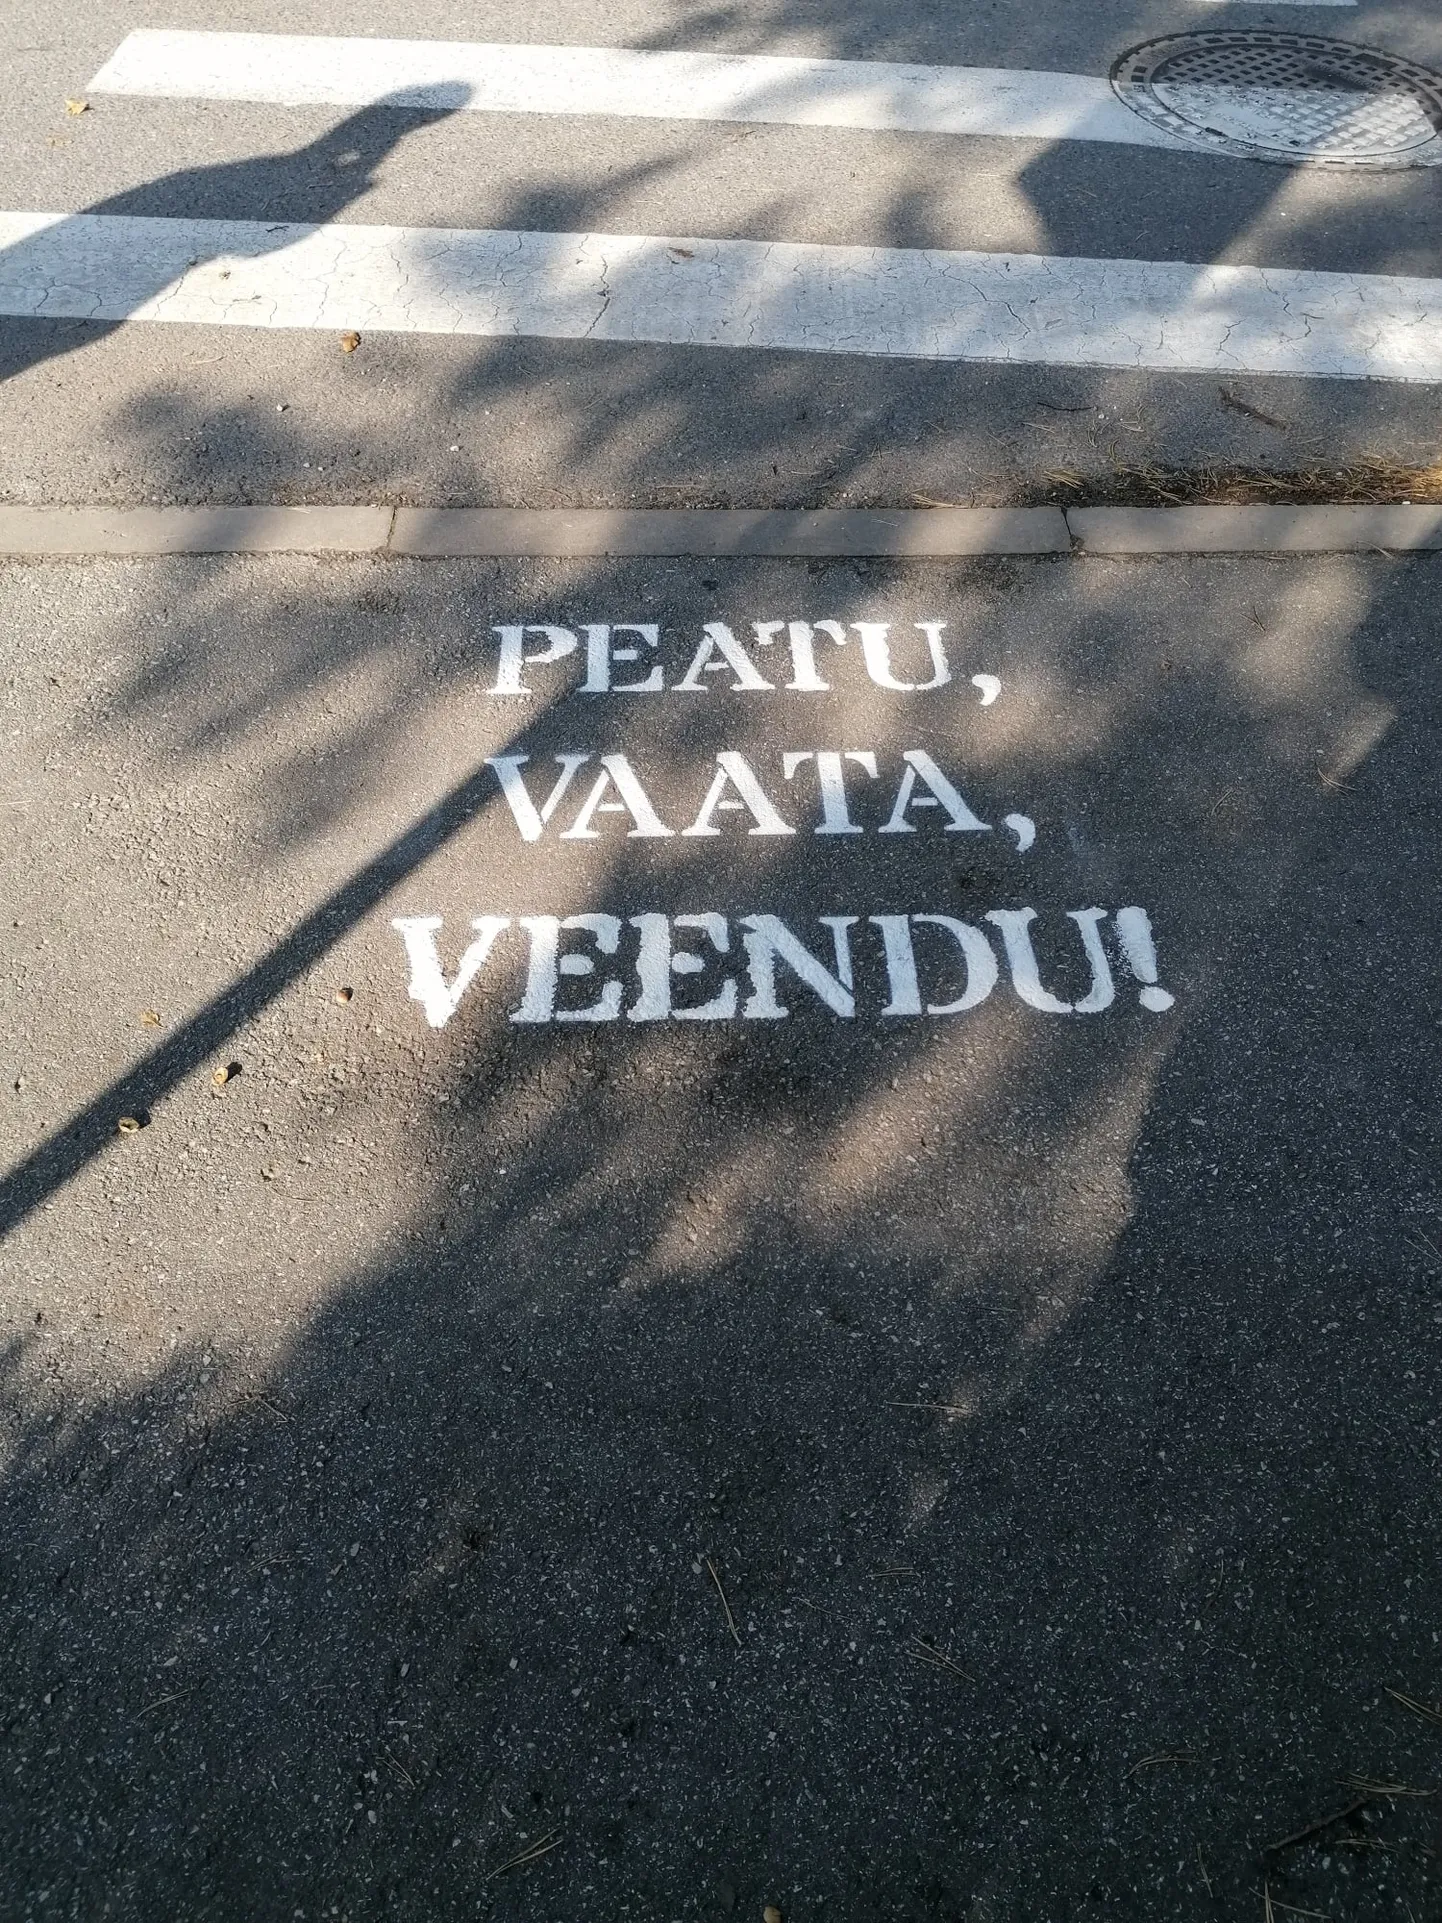 PEATU,
VAATA,
VEENDU!